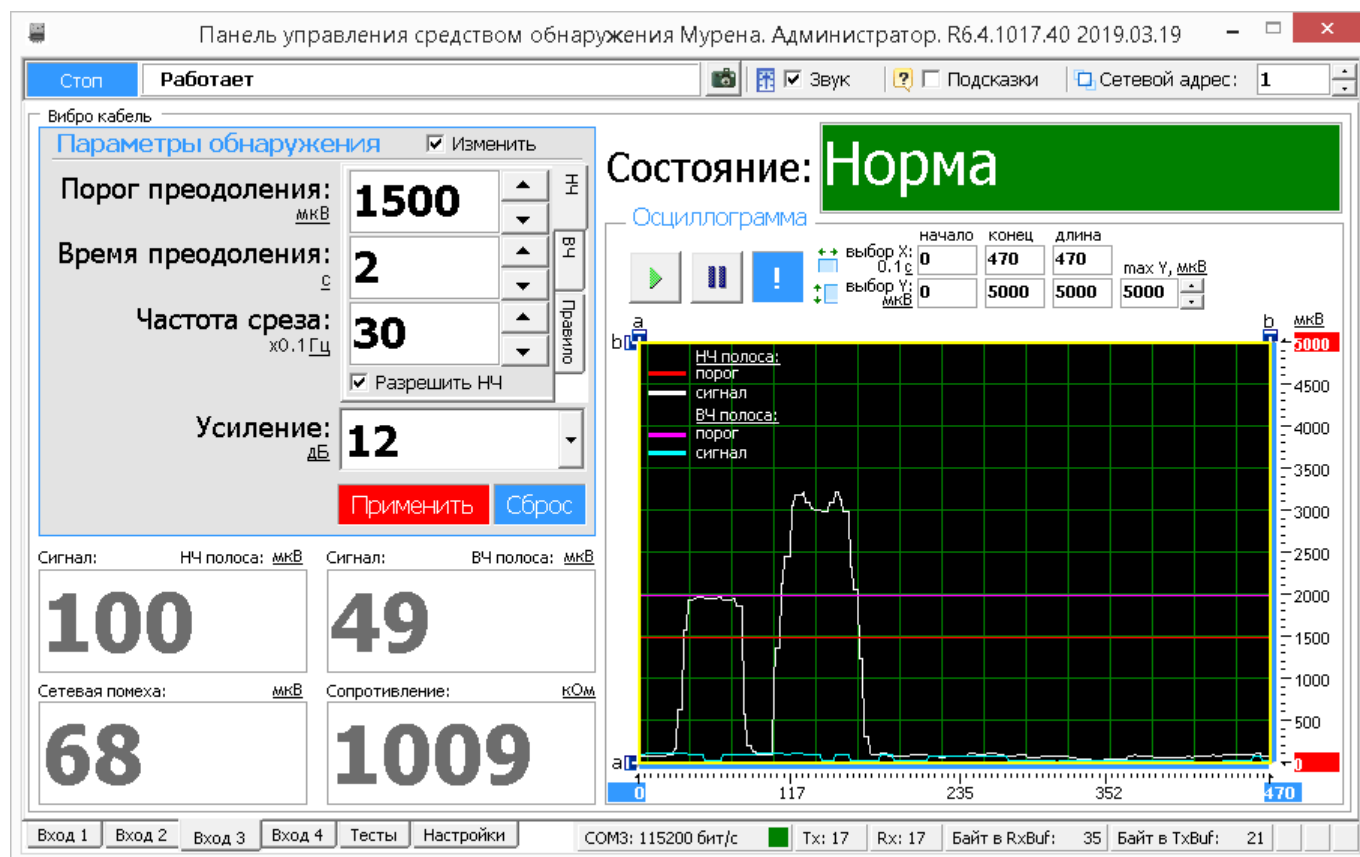 Панель управления средством обнаружения Мурена. Администратор. R6.4.1017.40 2019.03.19
Стоп Работает Звук Подсказки Сетевой адрес: 1
Вибро кабель
Параметры обнаружения Изменить
Порог преодоления: 1500
мкВ
Время преодоления: 2
с
Частота среза: 30
x0.1 Гц
Разрешить НЧ
НЧ
ВЧ
Правило
Усиление: 12
дБ
Применить Сброс
Сигнал: НЧ полоса: мкВ
100
Сигнал: ВЧ полоса: мкВ
49
Сетевая помеха: мкВ
68
Сопротивление: кОм
1009
Состояние: Норма
Осциллограмма
!
начало конец длина
выбор X: 0 470 470
0.1 с
max Y, мкВ
выбор Y: 0 5000 5000 5000
мкВ
a b мкВ
b 5000
НЧ полоса:
порог
сигнал
ВЧ полоса:
порог
сигнал
4500
4000
3500
3000
2500
2000
1500
1000
500
a 0
0 117 235 352 470
Вход 1 Вход 2 Вход 3 Вход 4 Тесты Настройки
COM3: 115200 бит/с Tx: 17 Rx: 17 Байт в RxBuf: 35 Байт в TxBuf: 21